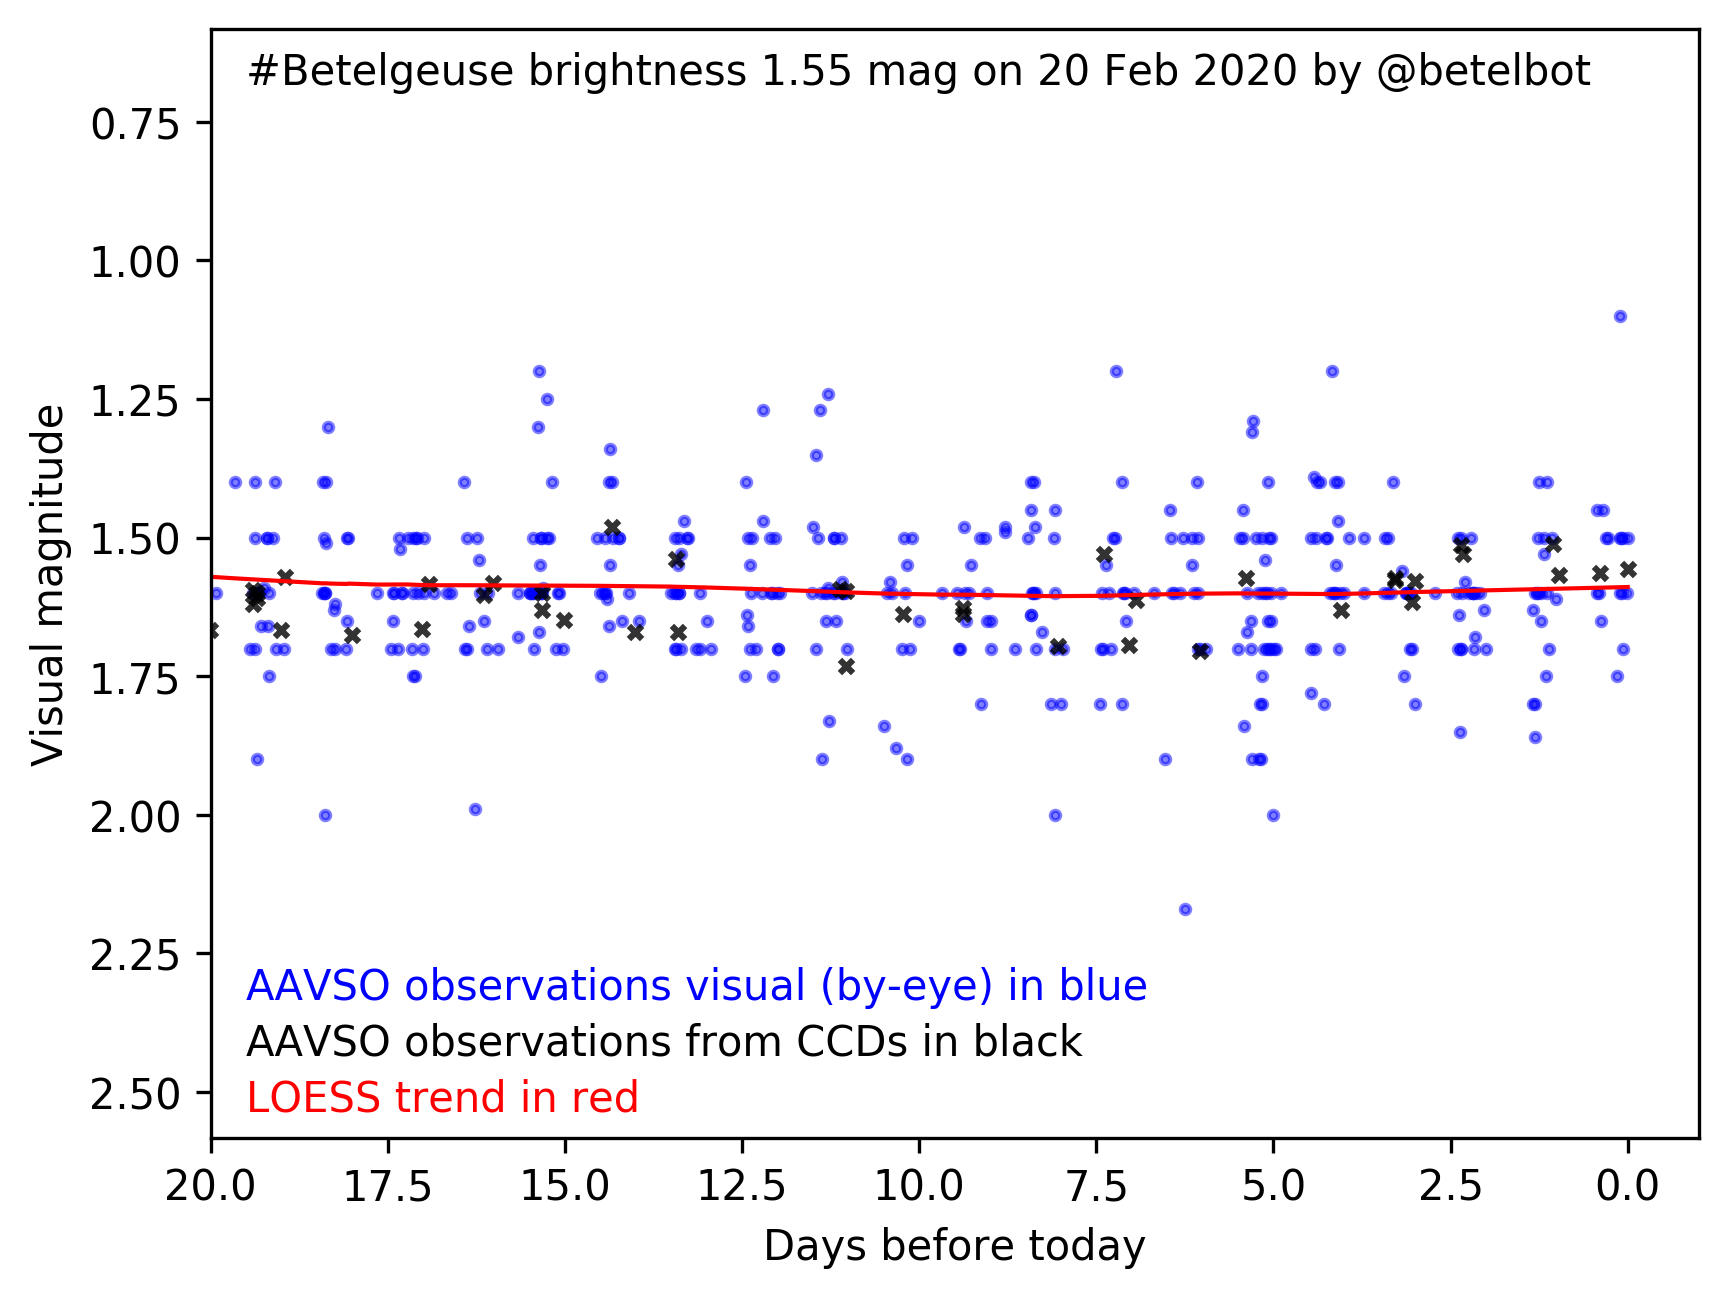 #Betelgeuse brightness 1.55 mag on 20 Feb 2020 by @betelbot
0.75
1.00
1.25
1.50
1.75
2.00
2.25
2.50
Visual magnitude
AAVSO observations visual (by-eye) in blue
AAVSO observations from CCDs in black
LOESS trend in red
20.0 17.5 15.0 12.5 10.0 7.5 5.0 2.5 0.0
Days before today